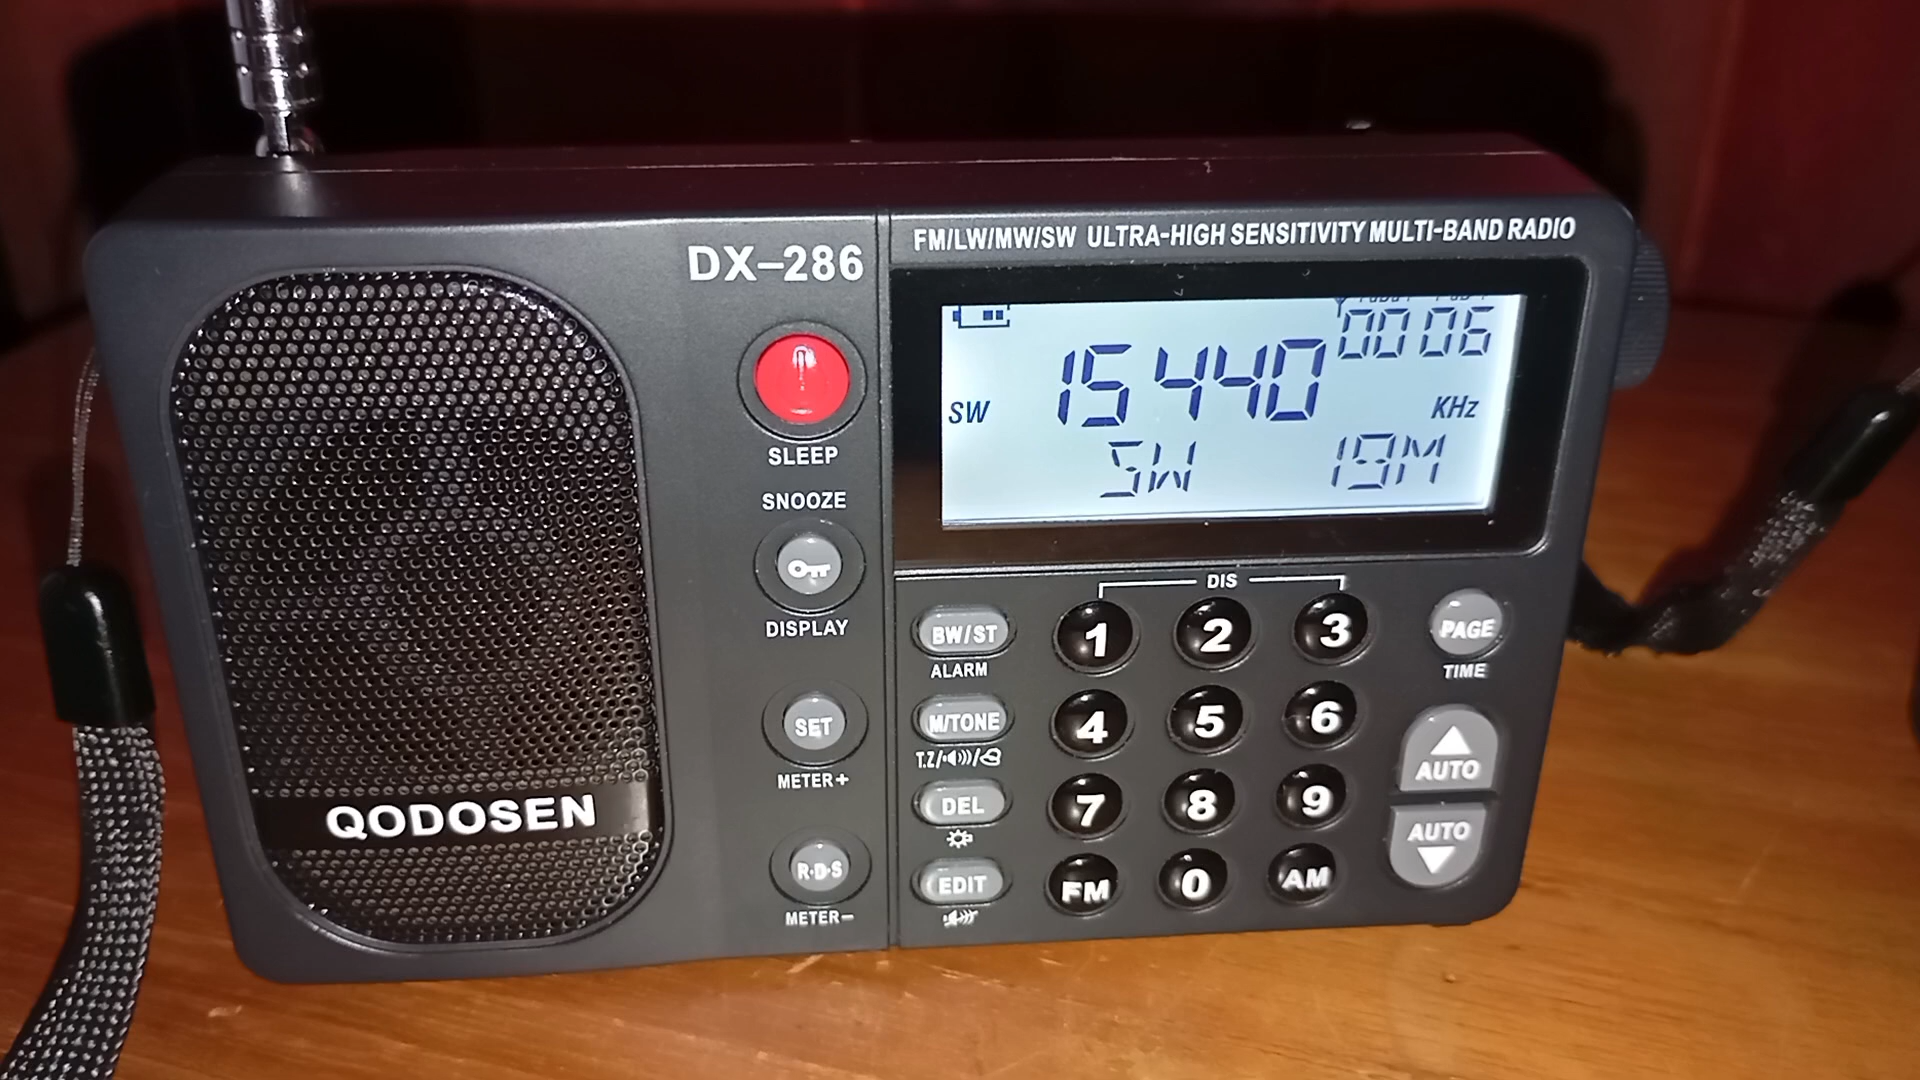 DX-286
SLEEP
SNOOZE
DISPLAY
SET
METER+
R·D·S
METER-
QODOSEN
FM/LW/MW/SW ULTRA-HIGH SENSITIVITY MULTI-BAND RADIO
00 06
15440
SW KHz
SW 19M
DIS
BW/ST 1 2 3 PAGE
ALARM TIME
M/TONE 4 5 6
T.Z/
AUTO
DEL 7 8 9
AUTO
EDIT FM 0 AM